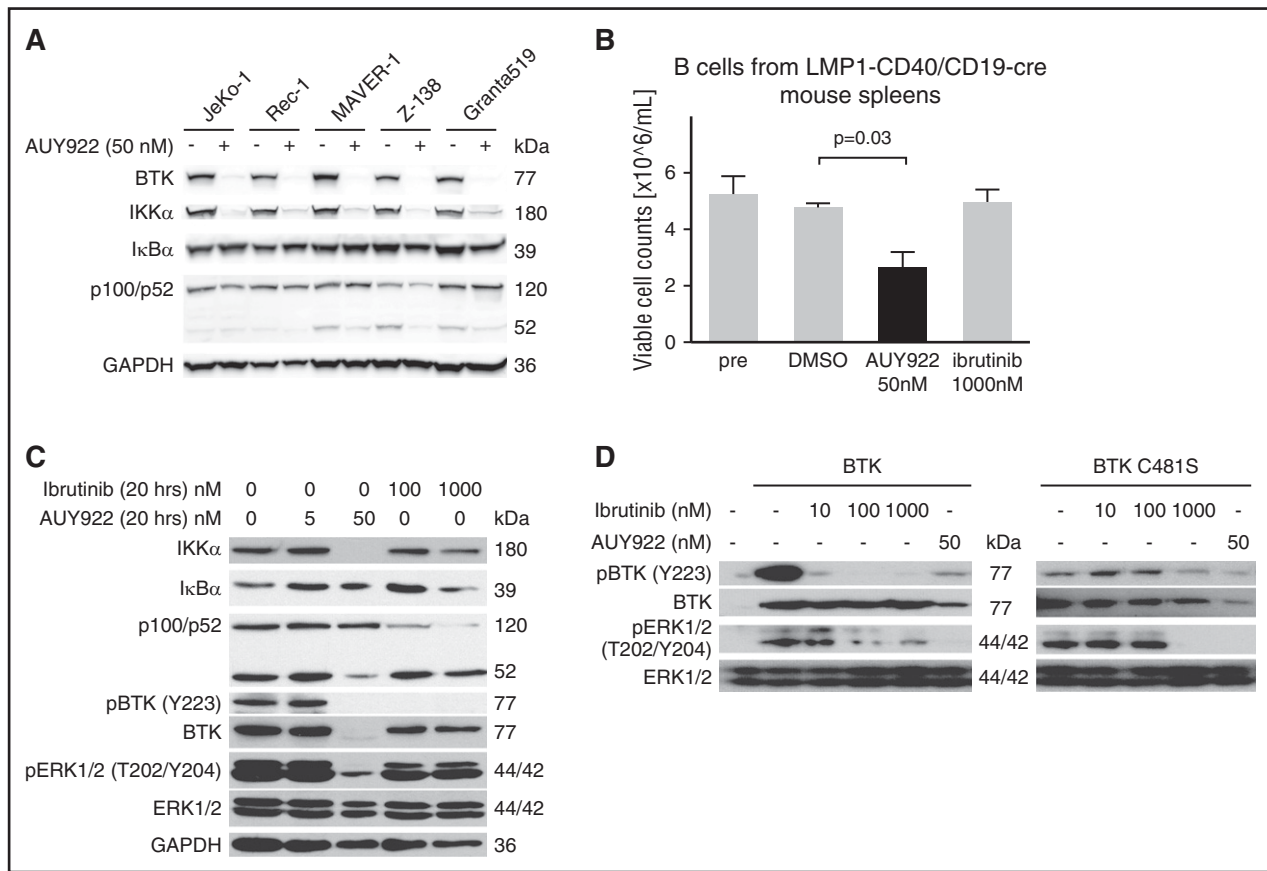 A
JeKo-1 Rec-1 MAVER-1 Z-138 Granta519
AUY922 (50 nM) - + - + - + - + - + kDa
BTK 77
IKKα 180
IκBα 39
p100/p52 120
52
GAPDH 36
B
B cells from LMP1-CD40/CD19-cre
mouse spleens
Viable cell counts [x10^6/mL]
p=0.03
6
4
2
0
pre DMSO AUY922 ibrutinib
50nM 1000nM
C
Ibrutinib (20 hrs) nM 0 0 0 100 1000
AUY922 (20 hrs) nM 0 5 50 0 0 kDa
IKKα 180
IκBα 39
p100/p52 120
52
pBTK (Y223) 77
BTK 77
pERK1/2 (T202/Y204) 44/42
ERK1/2 44/42
GAPDH 36
D
BTK BTK C481S
Ibrutinib (nM) - - 10 100 1000 - - 10 100 1000 -
AUY922 (nM) - - - - - 50 kDa - - - - 50
pBTK (Y223) 77
BTK 77
pERK1/2
(T202/Y204) 44/42
ERK1/2 44/42